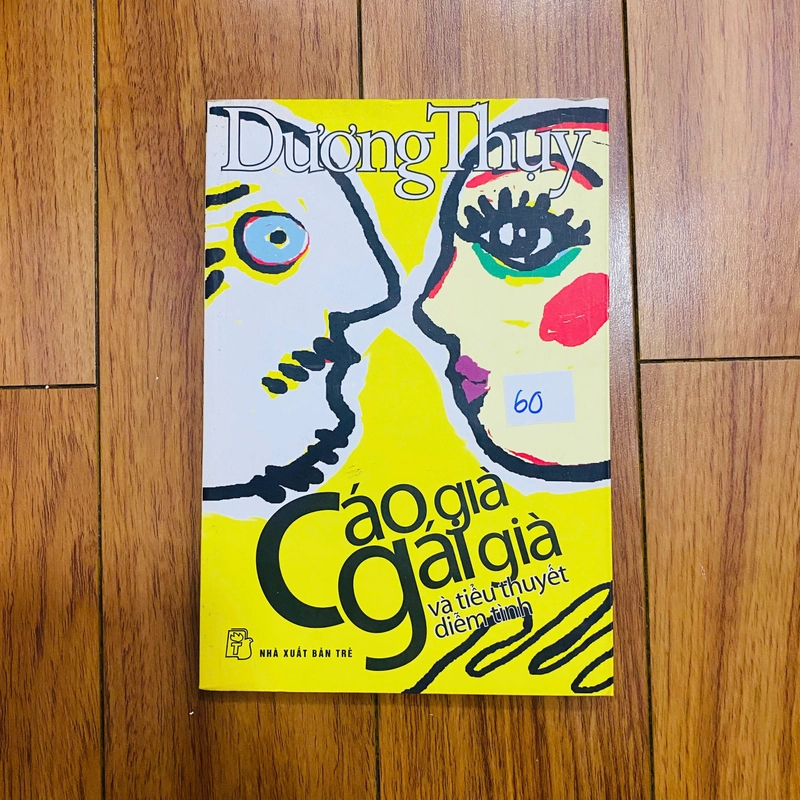 Dương Thụy
60
Cáo già
gái già
và tiểu thuyết
diễm tình
NHÀ XUẤT BẢN TRẺ